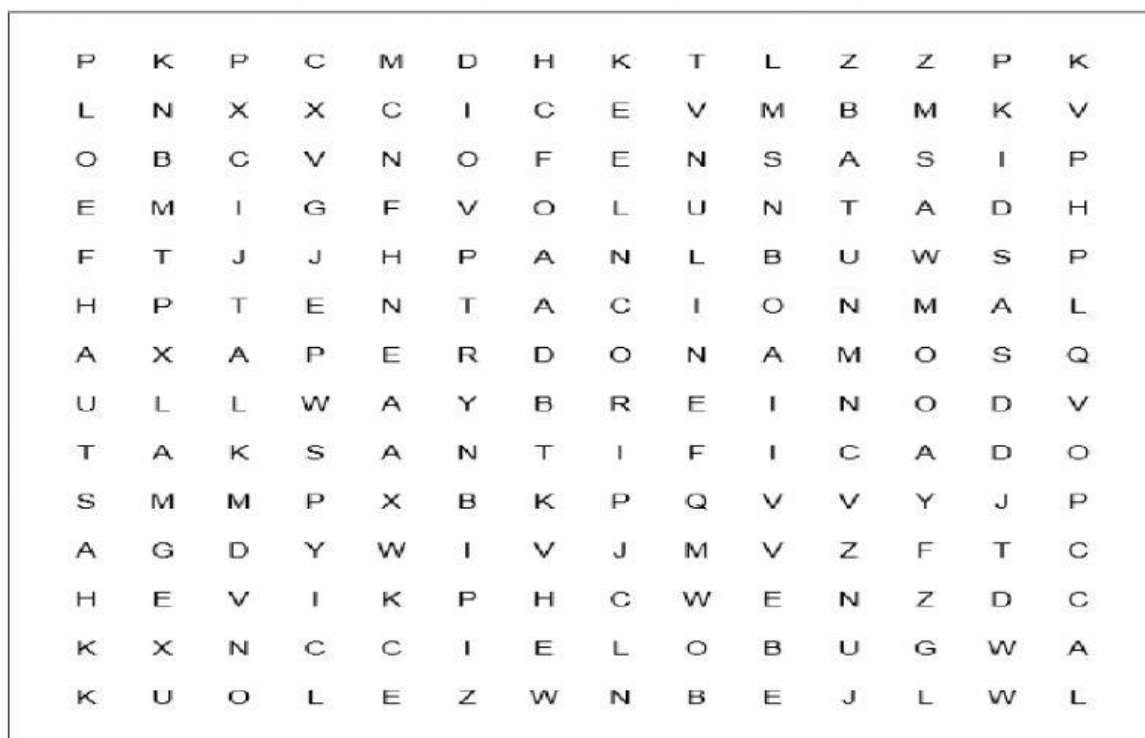 P K P C M D H K T L Z Z P K
L N X X C I C E V M B M K V
O B C V N O F E N S A S I P
E M I G F V O L U N T A D H
F T J J H P A N L B U W S P
H P T E N T A C I O N M A L
A X A P E R D O N A M O S Q
U L L W A Y B R E I N O D V
T A K S A N T I F I C A D O
S M M P X B K P Q V V Y J P
A G D Y W I V J M V Z F T C
H E V I K P H C W E N Z D C
K X N C C I E L O B U G W A
K U O L E Z W N B E J L W L